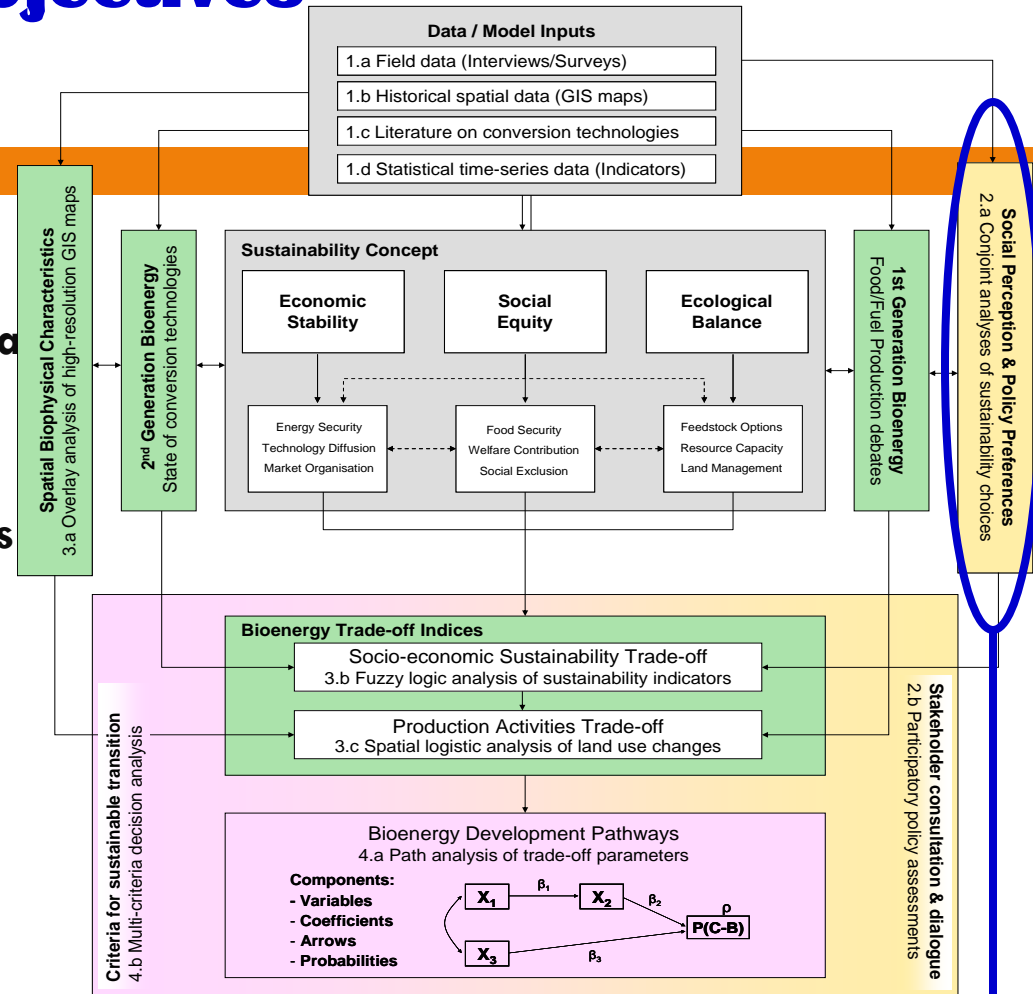 ojectives
Data / Model Inputs
1.a Field data (Interviews/Surveys)
1.b Historical spatial data (GIS maps)
1.c Literature on conversion technologies
1.d Statistical time-series data (Indicators)
a
s
Spatial Biophysical Characteristics
3.a Overlay analysis of high-resolution GIS maps
2nd Generation Bioenergy
State of conversion technologies
Sustainability Concept
Economic
Stability
Social
Equity
Ecological
Balance
Energy Security
Technology Diffusion
Market Organisation
Food Security
Welfare Contribution
Social Exclusion
Feedstock Options
Resource Capacity
Land Management
1st Generation Bioenergy
Food/Fuel Production debates
Social Perception & Policy Preferences
2.a Conjoint analyses of sustainability choices
Bioenergy Trade-off Indices
Socio-economic Sustainability Trade-off
3.b Fuzzy logic analysis of sustainability indicators
Production Activities Trade-off
3.c Spatial logistic analysis of land use changes
Criteria for sustainable transition
4.b Multi-criteria decision analysis
Stakeholder consultation & dialogue
2.b Participatory policy assessments
Bioenergy Development Pathways
4.a Path analysis of trade-off parameters
Components:
- Variables
- Coefficients
- Arrows
- Probabilities
X1
β1
X2
β2
ρ
P(C-B)
X3
β3